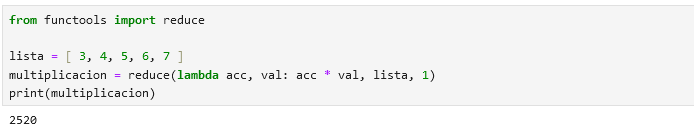 from functools import reduce
lista = [ 3, 4, 5, 6, 7 ]
multiplicacion = reduce(lambda acc, val: acc * val, lista, 1)
print(multiplicacion)
2520